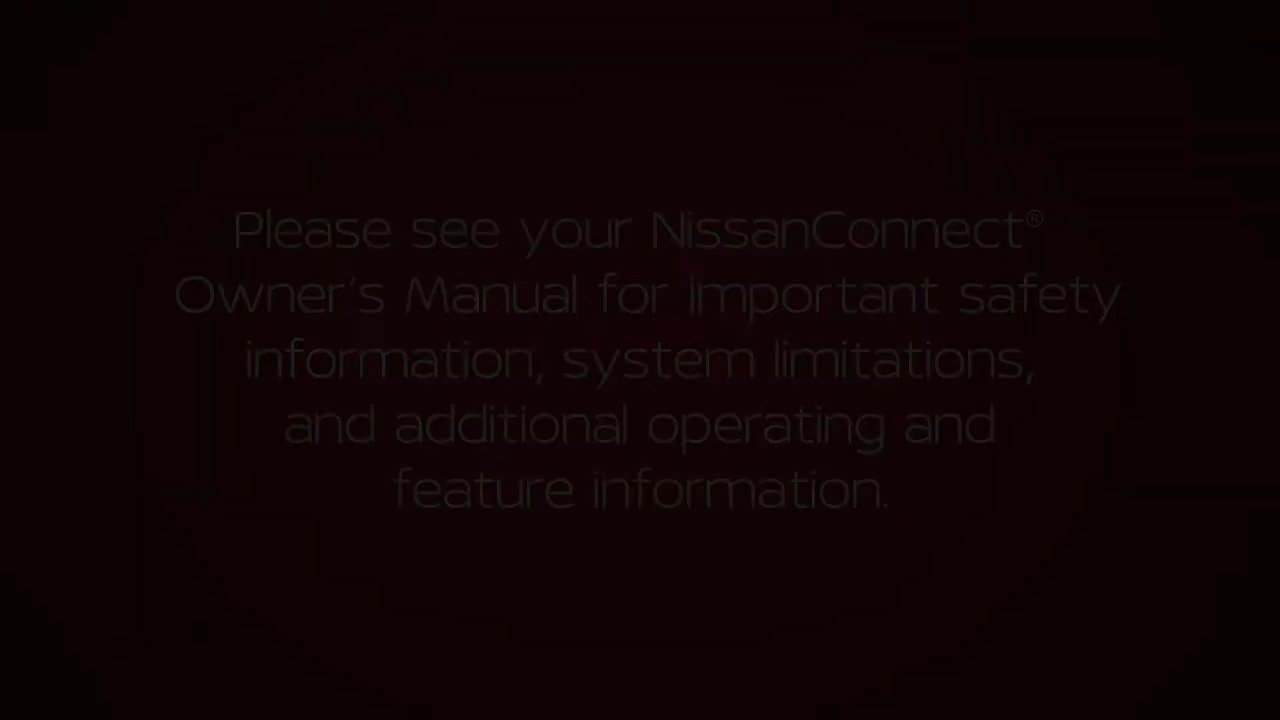 Please see your NissanConnect®
Owner's Manual for important safety
information, system limitations,
and additional operating and
feature information.